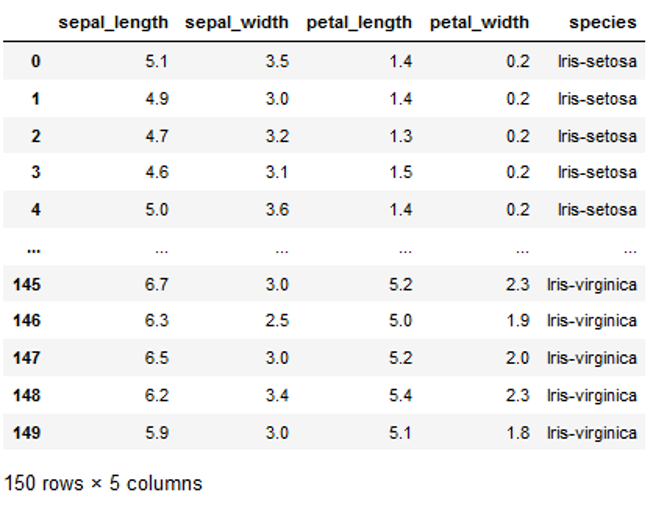 sepal_length sepal_width petal_length petal_width species
0 5.1 3.5 1.4 0.2 Iris-setosa
1 4.9 3.0 1.4 0.2 Iris-setosa
2 4.7 3.2 1.3 0.2 Iris-setosa
3 4.6 3.1 1.5 0.2 Iris-setosa
4 5.0 3.6 1.4 0.2 Iris-setosa
... ... ... ... ... ...
145 6.7 3.0 5.2 2.3 Iris-virginica
146 6.3 2.5 5.0 1.9 Iris-virginica
147 6.5 3.0 5.2 2.0 Iris-virginica
148 6.2 3.4 5.4 2.3 Iris-virginica
149 5.9 3.0 5.1 1.8 Iris-virginica
150 rows × 5 columns